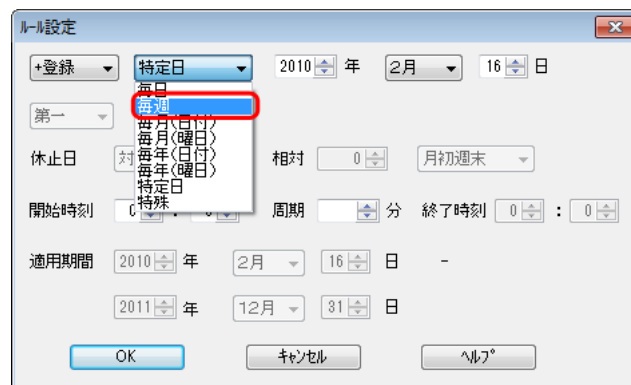 ルール設定
+登録 特定日 2010 年 2月 16 日
毎日
毎週
毎月(日付)
毎月(曜日)
毎年(日付)
毎年(曜日)
特定日
特殊
第一
休止日 対 相対 0 月初週末
開始時刻 0 : 0 周期 分 終了時刻 0 : 0
適用期間 2010 年 2月 16 日 -
2011 年 12月 31 日
OK キャンセル ヘルプ